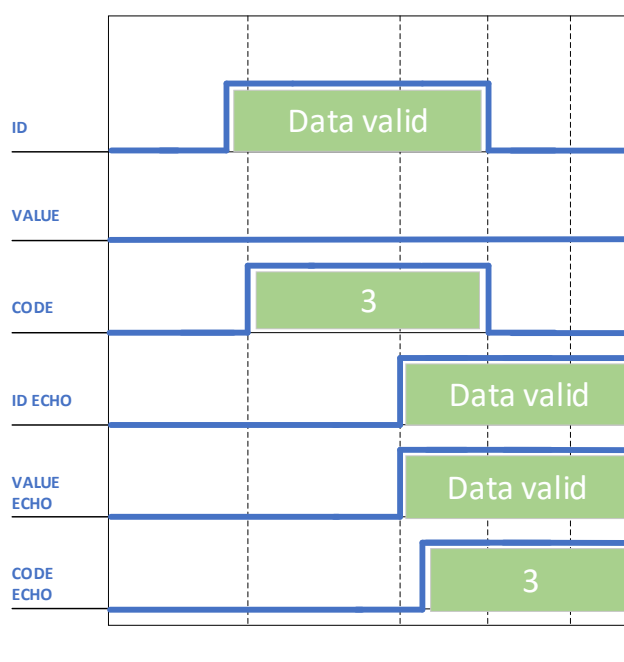 ID
Data valid
VALUE
CODE
3
ID ECHO
Data valid
VALUE
ECHO
Data valid
CODE
ECHO
3